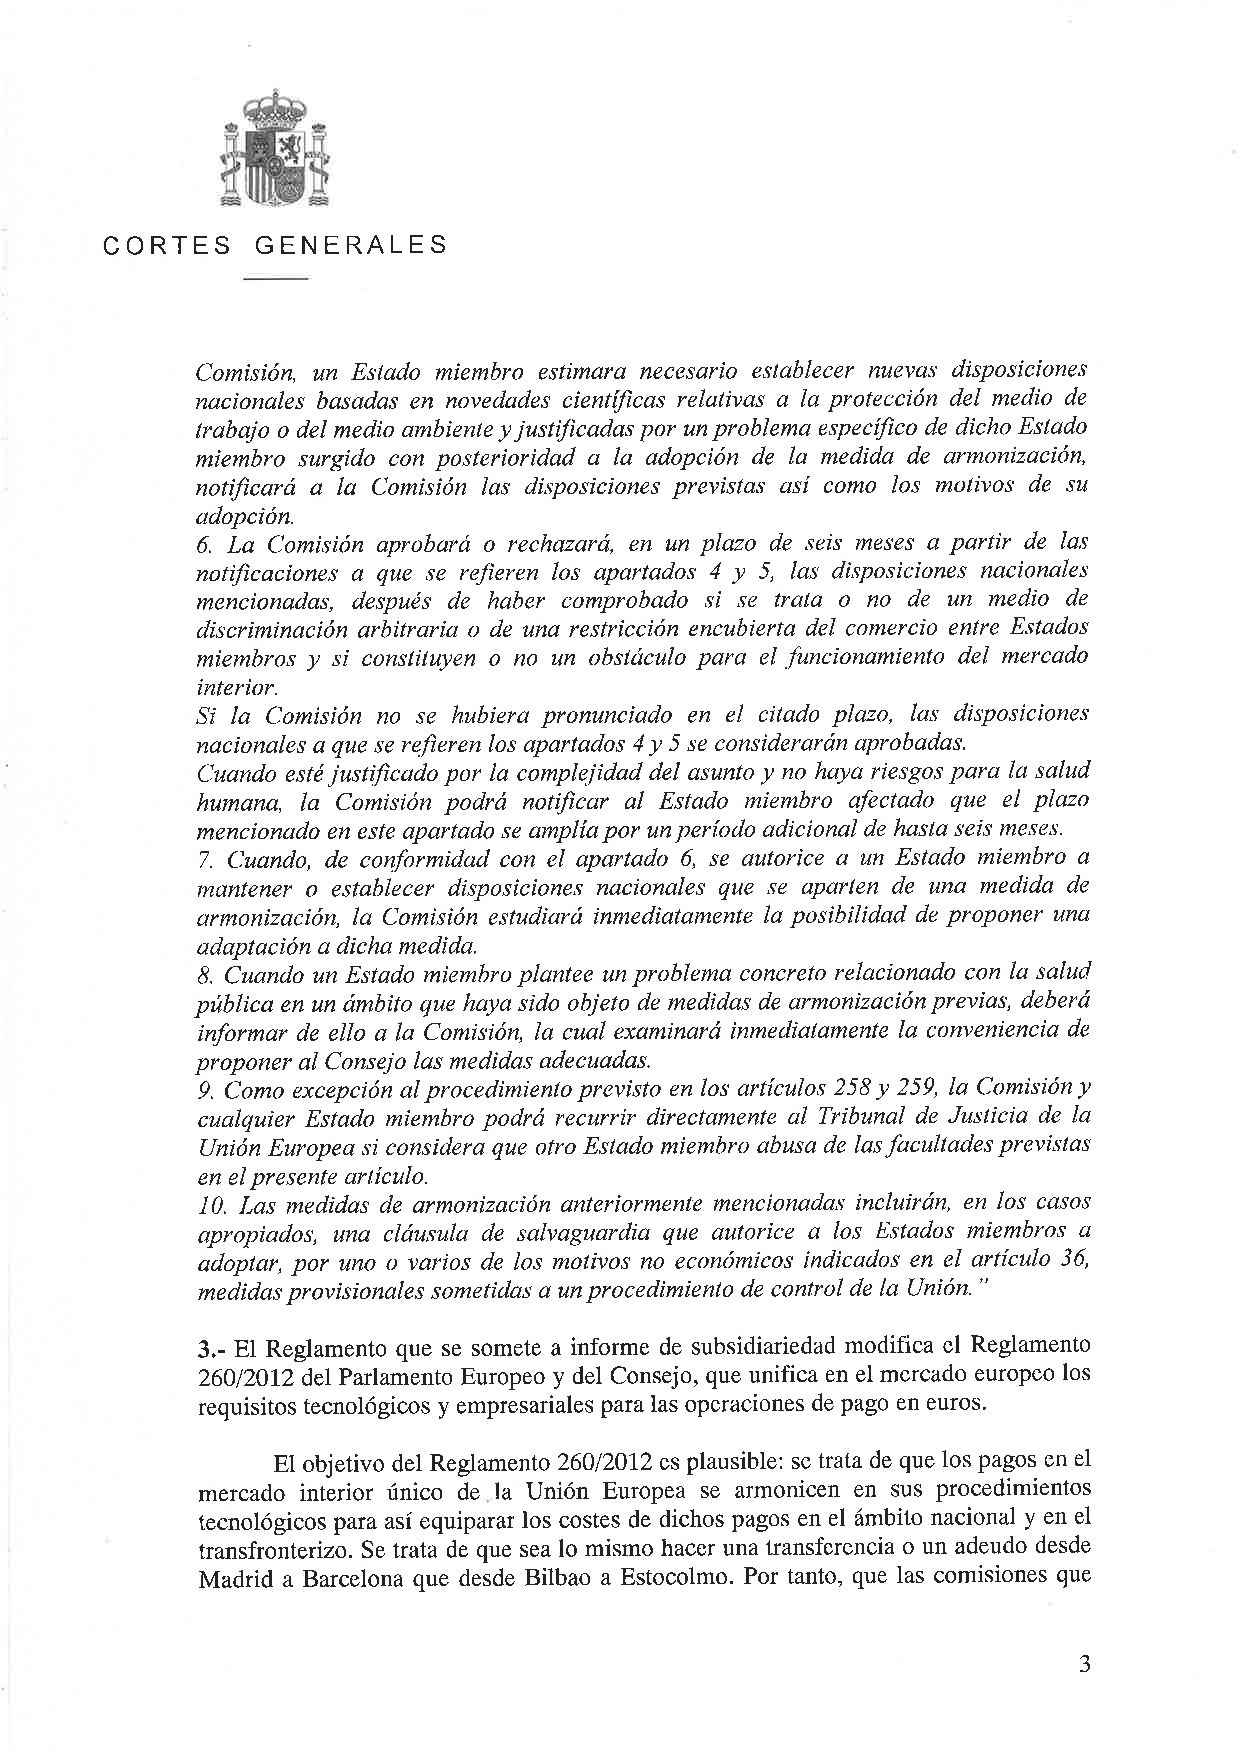 CORTES GENERALES
Comisión, un Estado miembro estimara necesario establecer nuevas disposiciones
nacionales basadas en novedades científicas relativas a la protección del medio de
trabajo o del medio ambiente y justificadas por un problema específico de dicho Estado
miembro surgido con posterioridad a la adopción de la medida de armonización,
notificará a la Comisión las disposiciones previstas así como los motivos de su
adopción.
6. La Comisión aprobará o rechazará, en un plazo de seis meses a partir de las
notificaciones a que se refieren los apartados 4 y 5, las disposiciones nacionales
mencionadas, después de haber comprobado si se trata o no de un medio de
discriminación arbitraria o de una restricción encubierta del comercio entre Estados
miembros y si constituyen o no un obstáculo para el funcionamiento del mercado
interior.
Si la Comisión no se hubiera pronunciado en el citado plazo, las disposiciones
nacionales a que se refieren los apartados 4 y 5 se considerarán aprobadas.
Cuando esté justificado por la complejidad del asunto y no haya riesgos para la salud
humana, la Comisión podrá notificar al Estado miembro afectado que el plazo
mencionado en este apartado se amplía por un período adicional de hasta seis meses.
7. Cuando, de conformidad con el apartado 6, se autorice a un Estado miembro a
mantener o establecer disposiciones nacionales que se aparten de una medida de
armonización, la Comisión estudiará inmediatamente la posibilidad de proponer una
adaptación a dicha medida.
8. Cuando un Estado miembro plantee un problema concreto relacionado con la salud
pública en un ámbito que haya sido objeto de medidas de armonización previas, deberá
informar de ello a la Comisión, la cual examinará inmediatamente la conveniencia de
proponer al Consejo las medidas adecuadas.
9. Como excepción al procedimiento previsto en los artículos 258 y 259, la Comisión y
cualquier Estado miembro podrá recurrir directamente al Tribunal de Justicia de la
Unión Europea si considera que otro Estado miembro abusa de las facultades previstas
en el presente artículo.
10. Las medidas de armonización anteriormente mencionadas incluirán, en los casos
apropiados, una cláusula de salvaguardia que autorice a los Estados miembros a
adoptar, por uno o varios de los motivos no económicos indicados en el artículo 36,
medidas provisionales sometidas a un procedimiento de control de la Unión."
3.- El Reglamento que se somete a informe de subsidiariedad modifica el Reglamento
260/2012 del Parlamento Europeo y del Consejo, que unifica en el mercado europeo los
requisitos tecnológicos y empresariales para las operaciones de pago en euros.
El objetivo del Reglamento 260/2012 es plausible: se trata de que los pagos en el
mercado interior único de la Unión Europea se armonicen en sus procedimientos
tecnológicos para así equiparar los costes de dichos pagos en el ámbito nacional y en el
transfronterizo. Se trata de que sea lo mismo hacer una transferencia o un adeudo desde
Madrid a Barcelona que desde Bilbao a Estocolmo. Por tanto, que las comisiones que
3